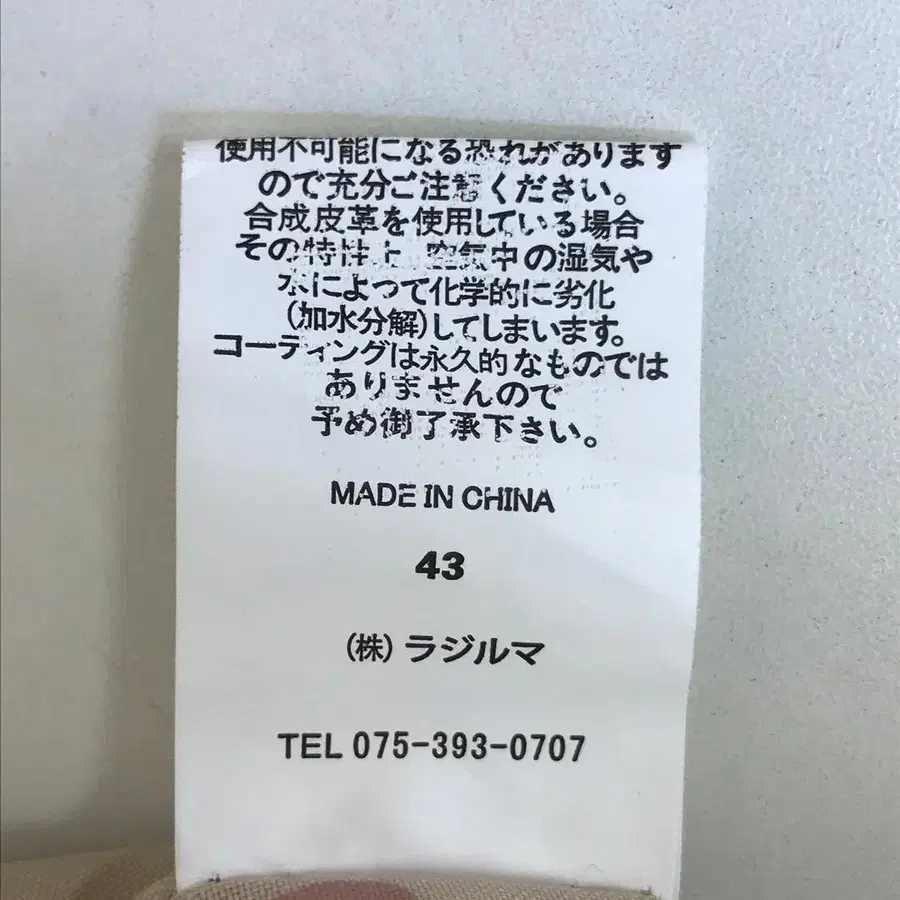 使用不可能になる恐れがあります
ので充分ご注意ください。
合成皮革を使用している場合
その特性上、空気中の湿気や
水によって化学的に劣化
(加水分解)してしまいます。
コーティングは永久的なものでは
ありませんので
予め御了承下さい。
MADE IN CHINA
43
(株)ラジルマ
TEL 075-393-0707